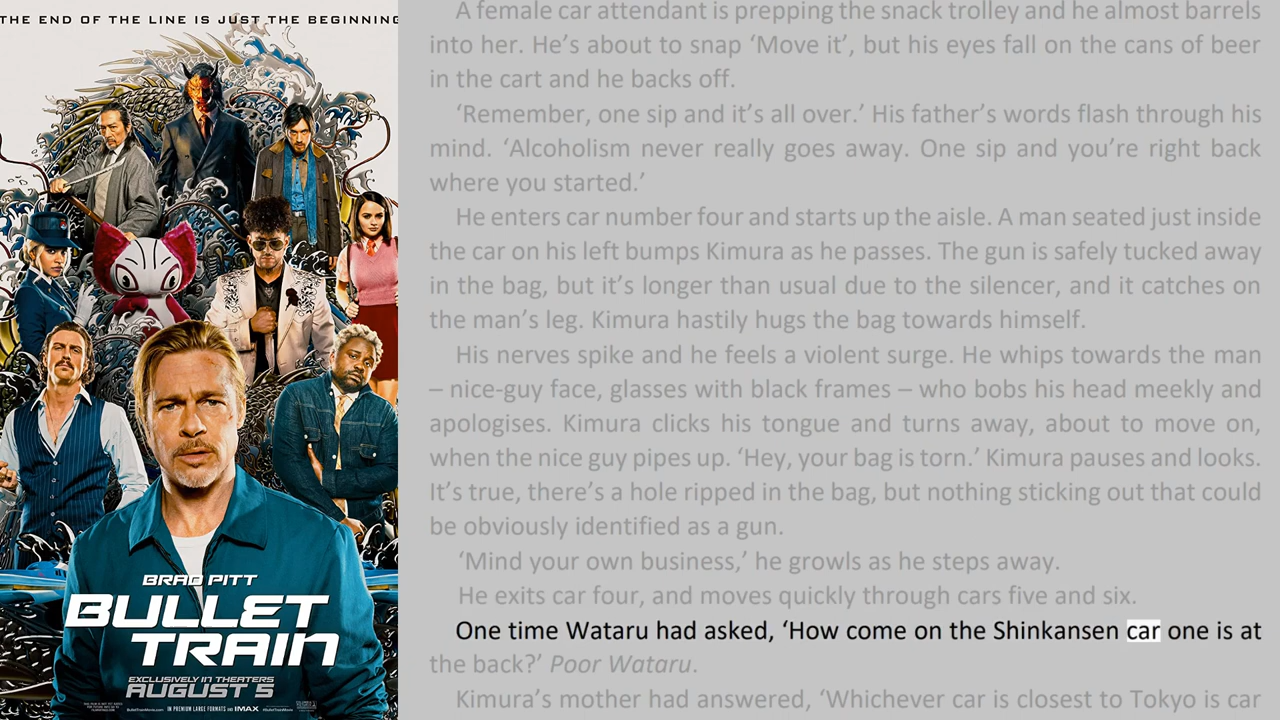 THE END OF THE LINE IS JUST THE BEGINNING
BRAD PITT
BULLET
TRAIN
EXCLUSIVELY IN THEATERS
AUGUST 5
IN PREMIUM LARGE FORMATS AND IMAX
A female car attendant is prepping the snack trolley and he almost barrels
into her. He’s about to snap ‘Move it’, but his eyes fall on the cans of beer
in the cart and he backs off.
‘Remember, one sip and it’s all over.’ His father’s words flash through his
mind. ‘Alcoholism never really goes away. One sip and you’re right back
where you started.’
He enters car number four and starts up the aisle. A man seated just inside
the car on his left bumps Kimura as he passes. The gun is safely tucked away
in the bag, but it’s longer than usual due to the silencer, and it catches on
the man’s leg. Kimura hastily hugs the bag towards himself.
His nerves spike and he feels a violent surge. He whips towards the man
– nice-guy face, glasses with black frames – who bobs his head meekly and
apologises. Kimura clicks his tongue and turns away, about to move on,
when the nice guy pipes up. ‘Hey, your bag is torn.’ Kimura pauses and looks.
It’s true, there’s a hole ripped in the bag, but nothing sticking out that could
be obviously identified as a gun.
‘Mind your own business,’ he growls as he steps away.
He exits car four, and moves quickly through cars five and six.
One time Wataru had asked, ‘How come on the Shinkansen car one is at
the back?’ Poor Wataru.
Kimura’s mother had answered, ‘Whichever car is closest to Tokyo is car